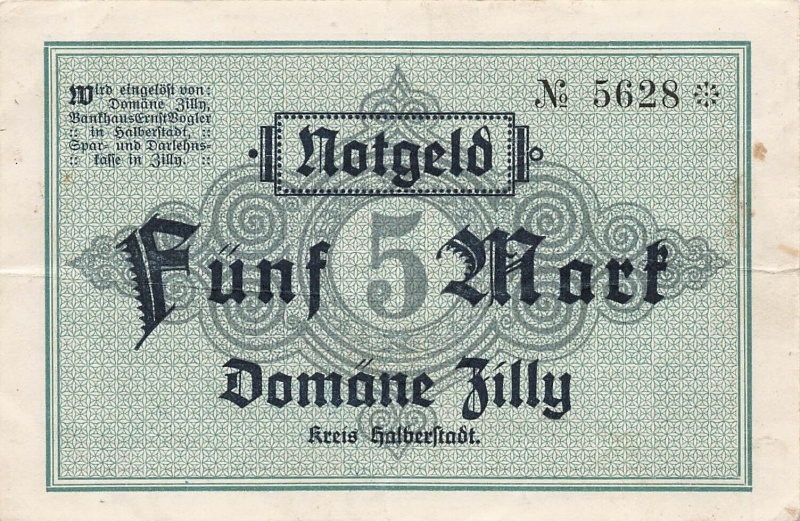 Wird eingelöst von:
Domäne Zilly,
Bankhaus Ernst Vogler
:: in Halberstadt, ::
Spar- und Darlehns-
:: kasse in Zilly. ::
№ 5628 *
Notgeld
5
Fünf Mark
Domäne Zilly
Kreis Halberstadt.